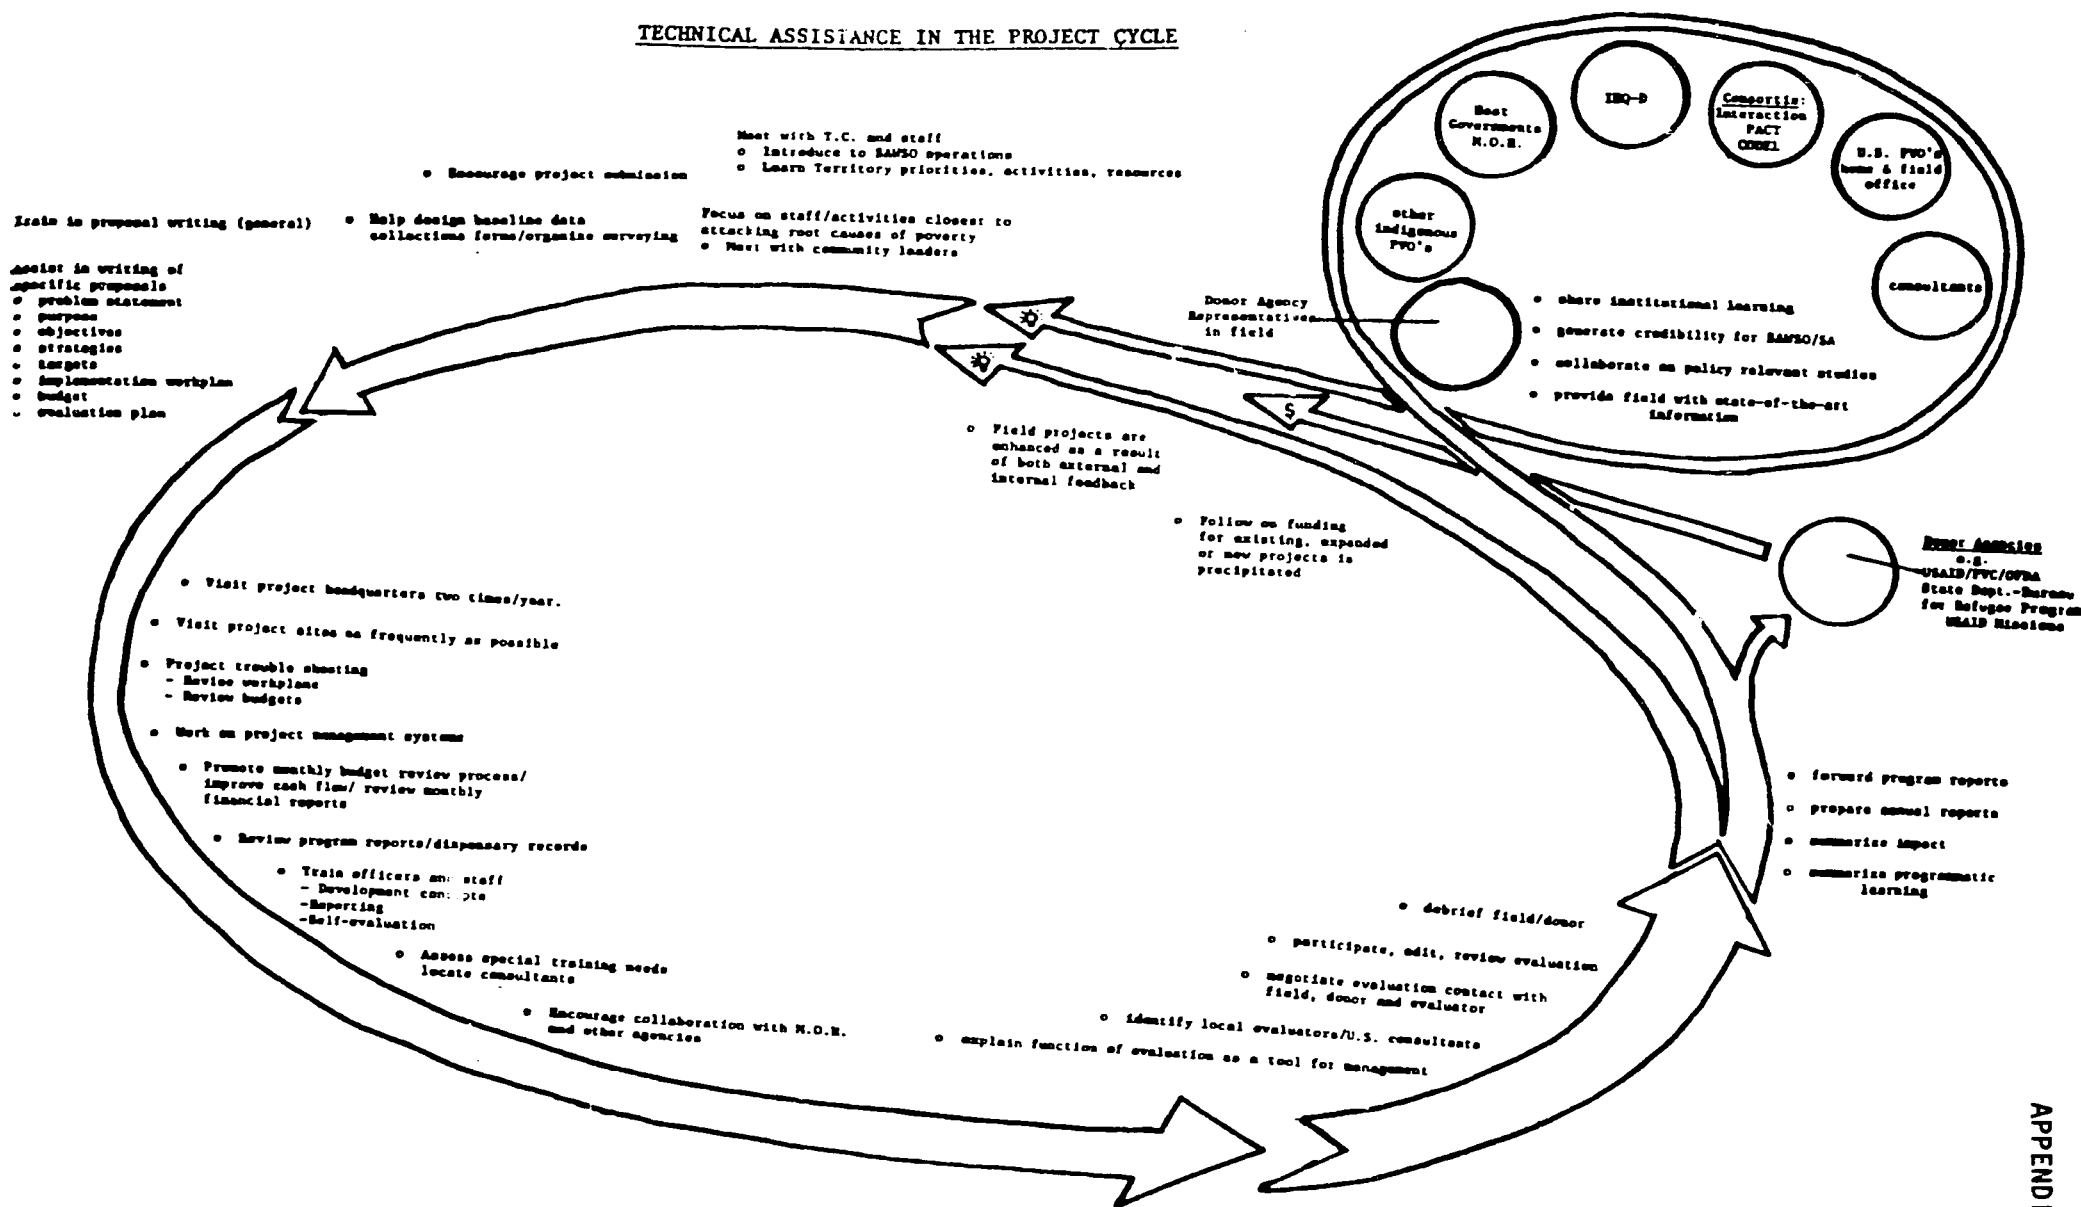 TECHNICAL ASSISTANCE IN THE PROJECT CYCLE
Meet with T.C. and staff
o Introduce to SAWSO operations
o Learn Territory priorities, activities, resources
o Encourage project submission
Train in proposal writing (general)
o Help design baseline data
collections forms/organize surveying
Focus on staff/activities closest to
attacking root causes of poverty
o Meet with community leaders
Assist in writing of
specific proposals
o problem statement
o purpose
o objectives
o strategies
o targets
o implementation workplan
o budget
o evaluation plan
Host
Governments
M.O.H.
IHQ-D
Consortia:
Interaction
PACT
CODEL
U.S. PVO's
home & field
office
other
indigenous
PVO's
consultants
Donor Agency
Representatives
in field
o share institutional learning
o generate credibility for SAWSO/SA
o collaborate on policy relevant studies
o provide field with state-of-the-art
information
$
o Field projects are
enhanced as a result
of both external and
internal feedback
o Follow on funding
for existing, expanded
or new projects is
precipitated
Donor Agencies
e.g.
USAID/PVC/OFDA
State Dept.-Bureau
for Refugee Program
USAID Missions
o Visit project headquarters two times/year.
o Visit project sites as frequently as possible
o Project trouble shooting
- Revise workplans
- Review budgets
o Work on project management systems
o Promote monthly budget review process/
improve cash flow/ review monthly
financial reports
o Review program reports/dispensary records
o Train officers and staff
- Development concepts
-Reporting
-Self-evaluation
o Assess special training needs
locate consultants
o Encourage collaboration with M.O.H.
and other agencies
o forward program reports
o prepare annual reports
o summarize impact
o summarize programmatic
learning
o debrief field/donor
o participate, edit, review evaluation
o negotiate evaluation contact with
field, donor and evaluator
o identify local evaluators/U.S. consultants
o explain function of evaluation as a tool for management
APPENDI